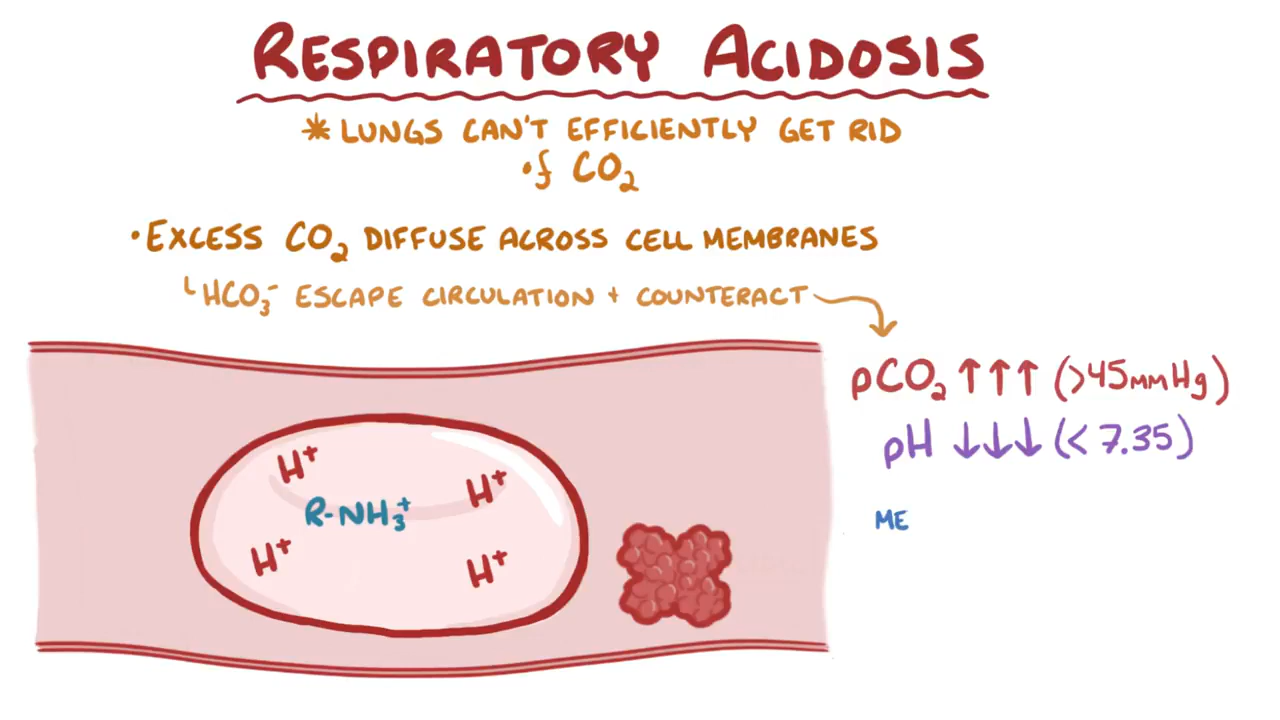 RESPIRATORY ACIDOSIS
* LUNGS CAN'T EFFICIENTLY GET RID
of CO₂
• EXCESS CO₂ DIFFUSE ACROSS CELL MEMBRANES
└ HCO₃⁻ ESCAPE CIRCULATION + COUNTERACT
pCO₂ ↑↑↑ (>45mmHg)
pH ↓↓↓ (< 7.35)
H⁺
H⁺
R-NH₃⁺
ME
H⁺
H⁺